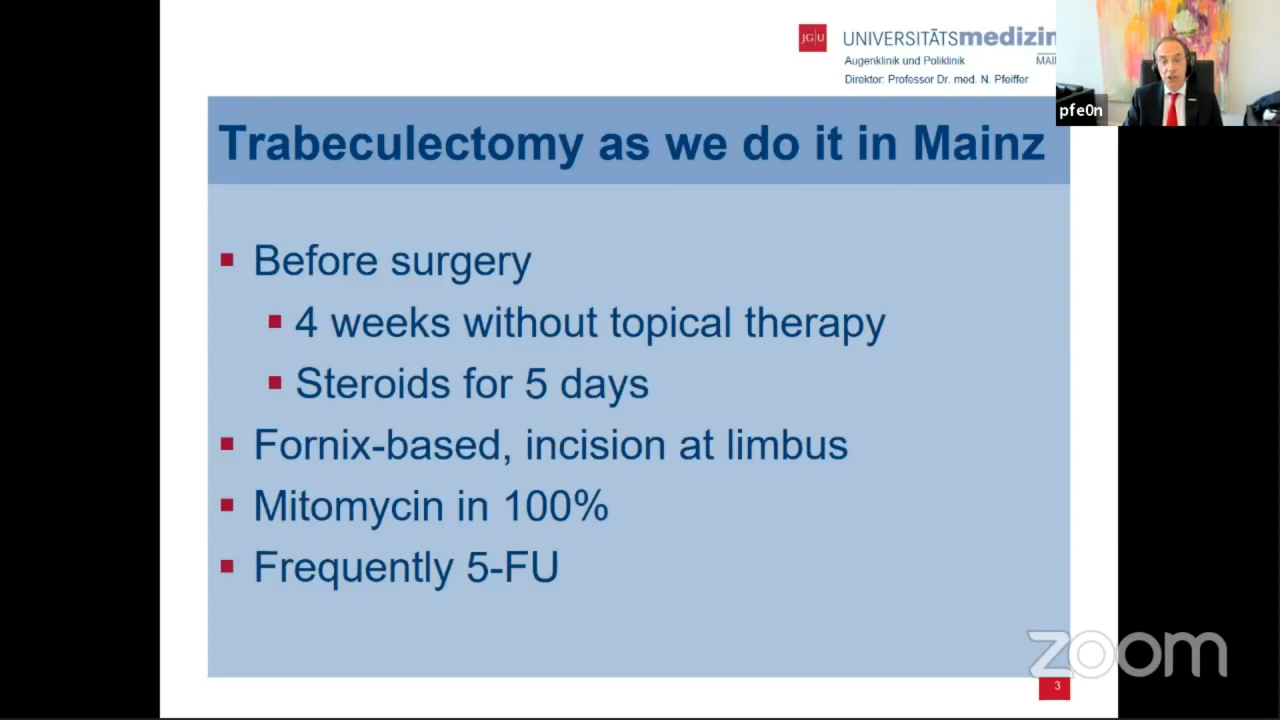 JG|U UNIVERSITÄTSmedizin
Augenklinik und Poliklinik
MAI
Direktor: Professor Dr. med. N. Pfeiffer
pfe0n
Trabeculectomy as we do it in Mainz
Before surgery
4 weeks without topical therapy
Steroids for 5 days
Fornix-based, incision at limbus
Mitomycin in 100%
Frequently 5-FU
zoom
3